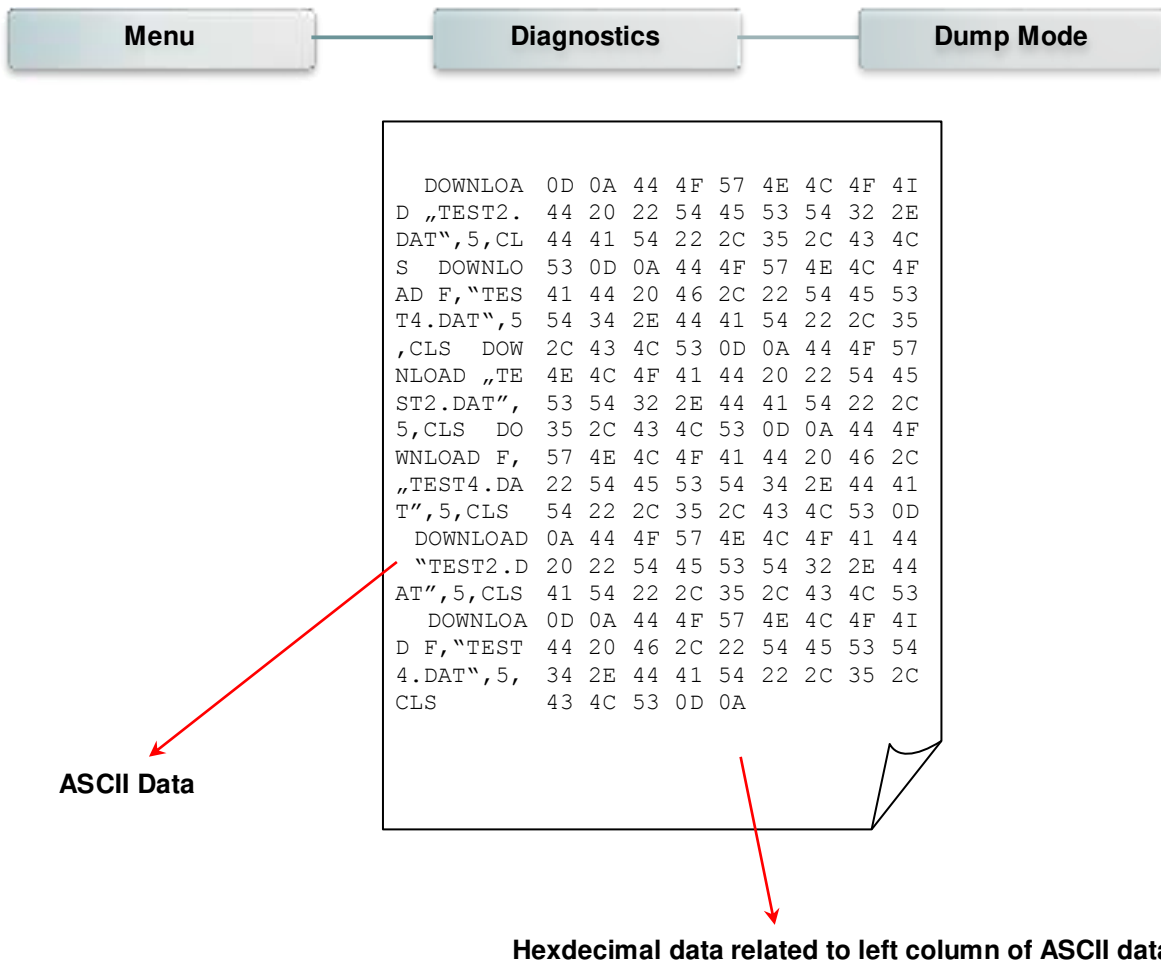 Menu Diagnostics Dump Mode
DOWNLOA 0D 0A 44 4F 57 4E 4C 4F 4I
D „TEST2. 44 20 22 54 45 53 54 32 2E
DAT‟,5,CL 44 41 54 22 2C 35 2C 43 4C
S DOWNLO 53 0D 0A 44 4F 57 4E 4C 4F
AD F,‟TES 41 44 20 46 2C 22 54 45 53
T4.DAT‟,5 54 34 2E 44 41 54 22 2C 35
,CLS DOW 2C 43 4C 53 0D 0A 44 4F 57
NLOAD „TE 4E 4C 4F 41 44 20 22 54 45
ST2.DAT”, 53 54 32 2E 44 41 54 22 2C
5,CLS DO 35 2C 43 4C 53 0D 0A 44 4F
WNLOAD F, 57 4E 4C 4F 41 44 20 46 2C
„TEST4.DA 22 54 45 53 54 34 2E 44 41
T”,5,CLS 54 22 2C 35 2C 43 4C 53 0D
DOWNLOAD 0A 44 4F 57 4E 4C 4F 41 44
‟TEST2.D 20 22 54 45 53 54 32 2E 44
AT”,5,CLS 41 54 22 2C 35 2C 43 4C 53
DOWNLOA 0D 0A 44 4F 57 4E 4C 4F 4I
D F,‟TEST 44 20 46 2C 22 54 45 53 54
4.DAT‟,5, 34 2E 44 41 54 22 2C 35 2C
CLS 43 4C 53 0D 0A
ASCII Data
Hexdecimal data related to left column of ASCII data